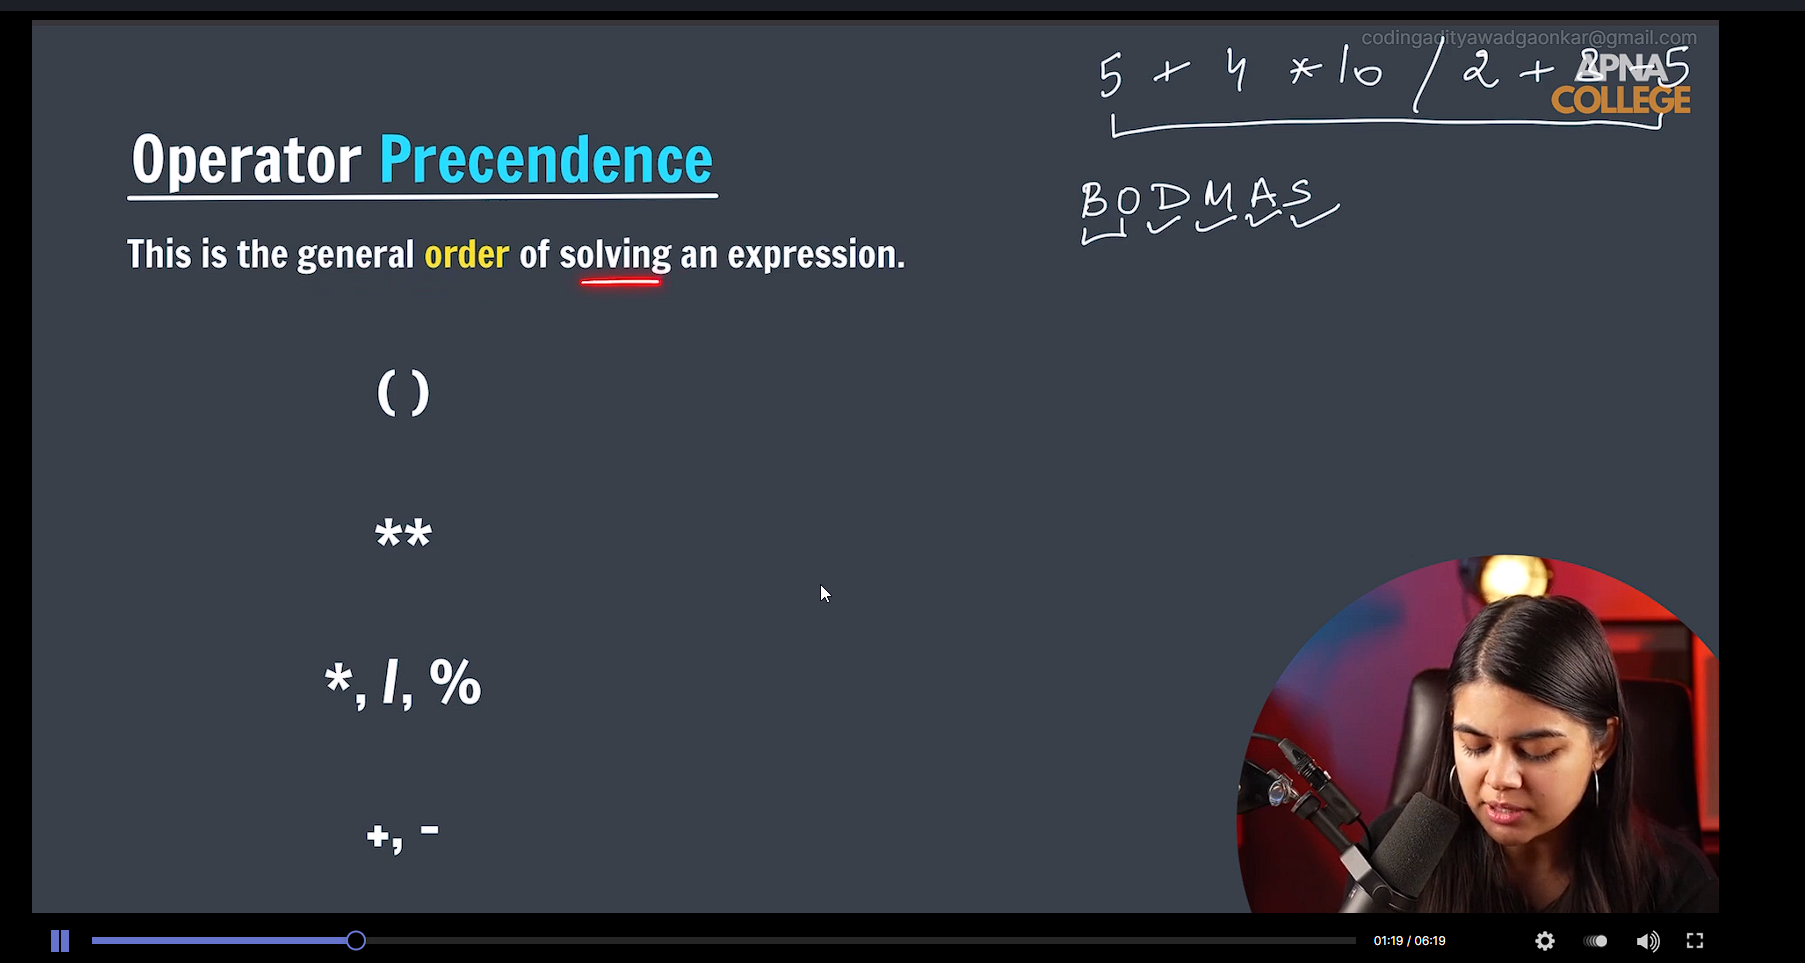 codingadityawadgaonkar@gmail.com
5 + 4 * 10 / 2 + 8 - 5
APNA
COLLEGE
Operator Precendence
BODMAS
This is the general order of solving an expression.
( )
**
*, /, %
+, -
01:19 / 06:19